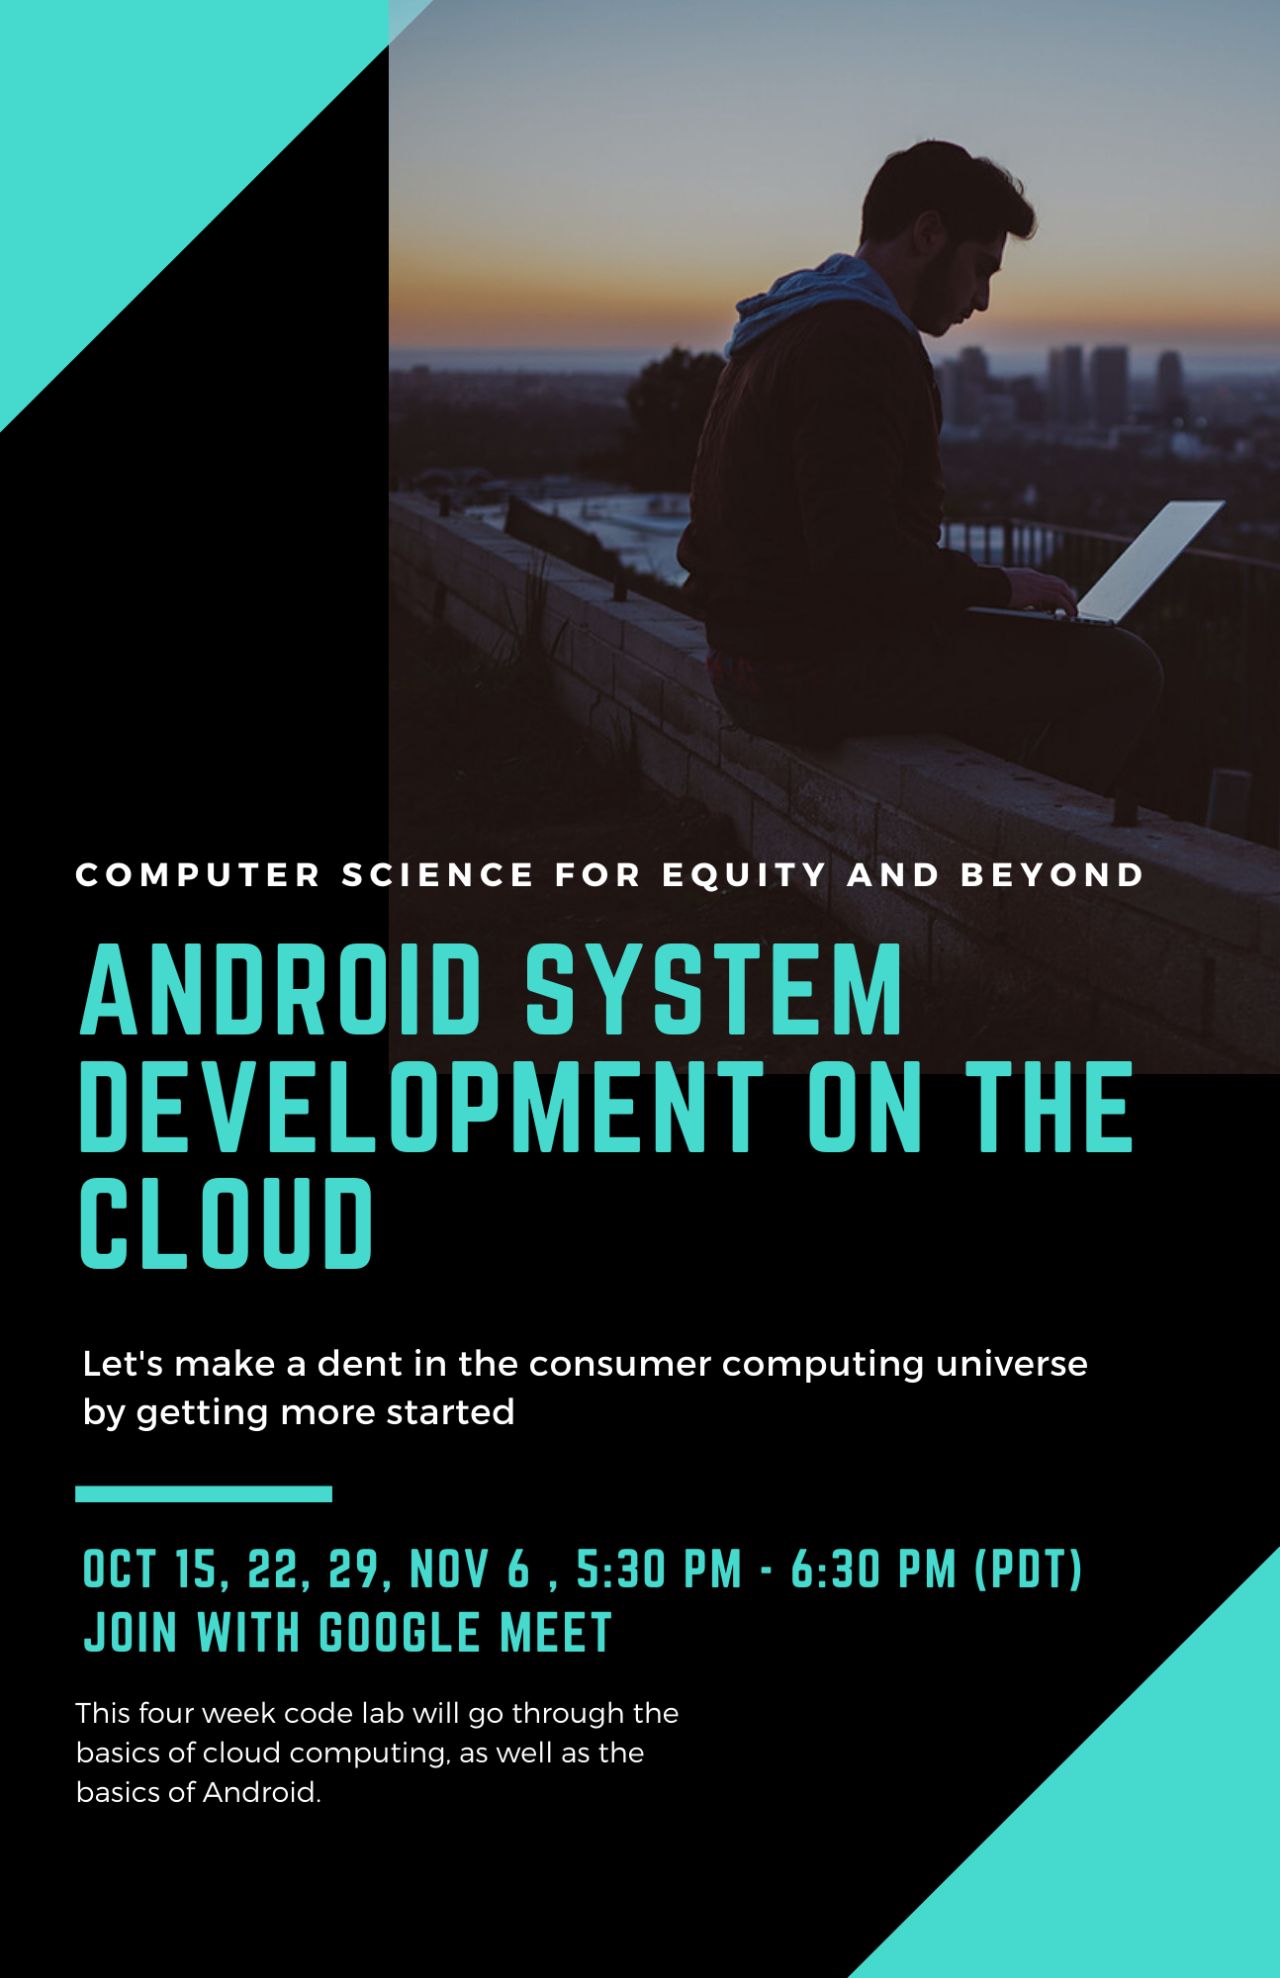 COMPUTER SCIENCE FOR EQUITY AND BEYOND
ANDROID SYSTEM
DEVELOPMENT ON THE
CLOUD
Let's make a dent in the consumer computing universe
by getting more started
OCT 15, 22, 29, NOV 6 , 5:30 PM - 6:30 PM (PDT)
JOIN WITH GOOGLE MEET
This four week code lab will go through the
basics of cloud computing, as well as the
basics of Android.